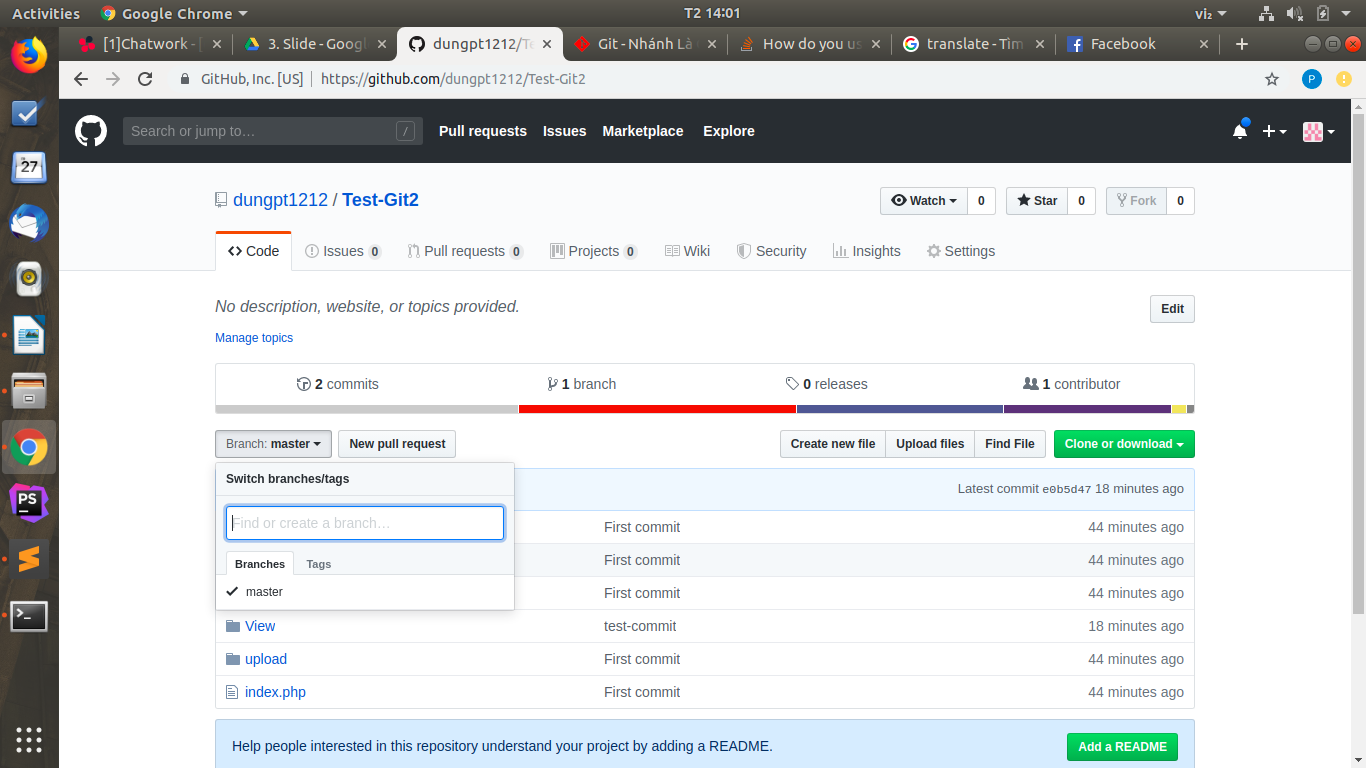 Activities Google Chrome T2 14:01 vi₂
[1]Chatwork - [ 3. Slide - Googl dungpt1212/Te Git - Nhánh Là How do you us translate - Tìm Facebook
GitHub, Inc. [US] https://github.com/dungpt1212/Test-Git2 P
Search or jump to… / Pull requests Issues Marketplace Explore
27
dungpt1212 / Test-Git2 Watch 0 Star 0 Fork 0
Code Issues 0 Pull requests 0 Projects 0 Wiki Security Insights Settings
No description, website, or topics provided. Edit
Manage topics
2 commits 1 branch 0 releases 1 contributor
Branch: master New pull request Create new file Upload files Find File Clone or download
Switch branches/tags
Latest commit e0b5d47 18 minutes ago
Find or create a branch…
First commit 44 minutes ago
PS
Branches Tags
First commit 44 minutes ago
master
First commit 44 minutes ago
View test-commit 18 minutes ago
upload First commit 44 minutes ago
index.php First commit 44 minutes ago
Help people interested in this repository understand your project by adding a README. Add a README